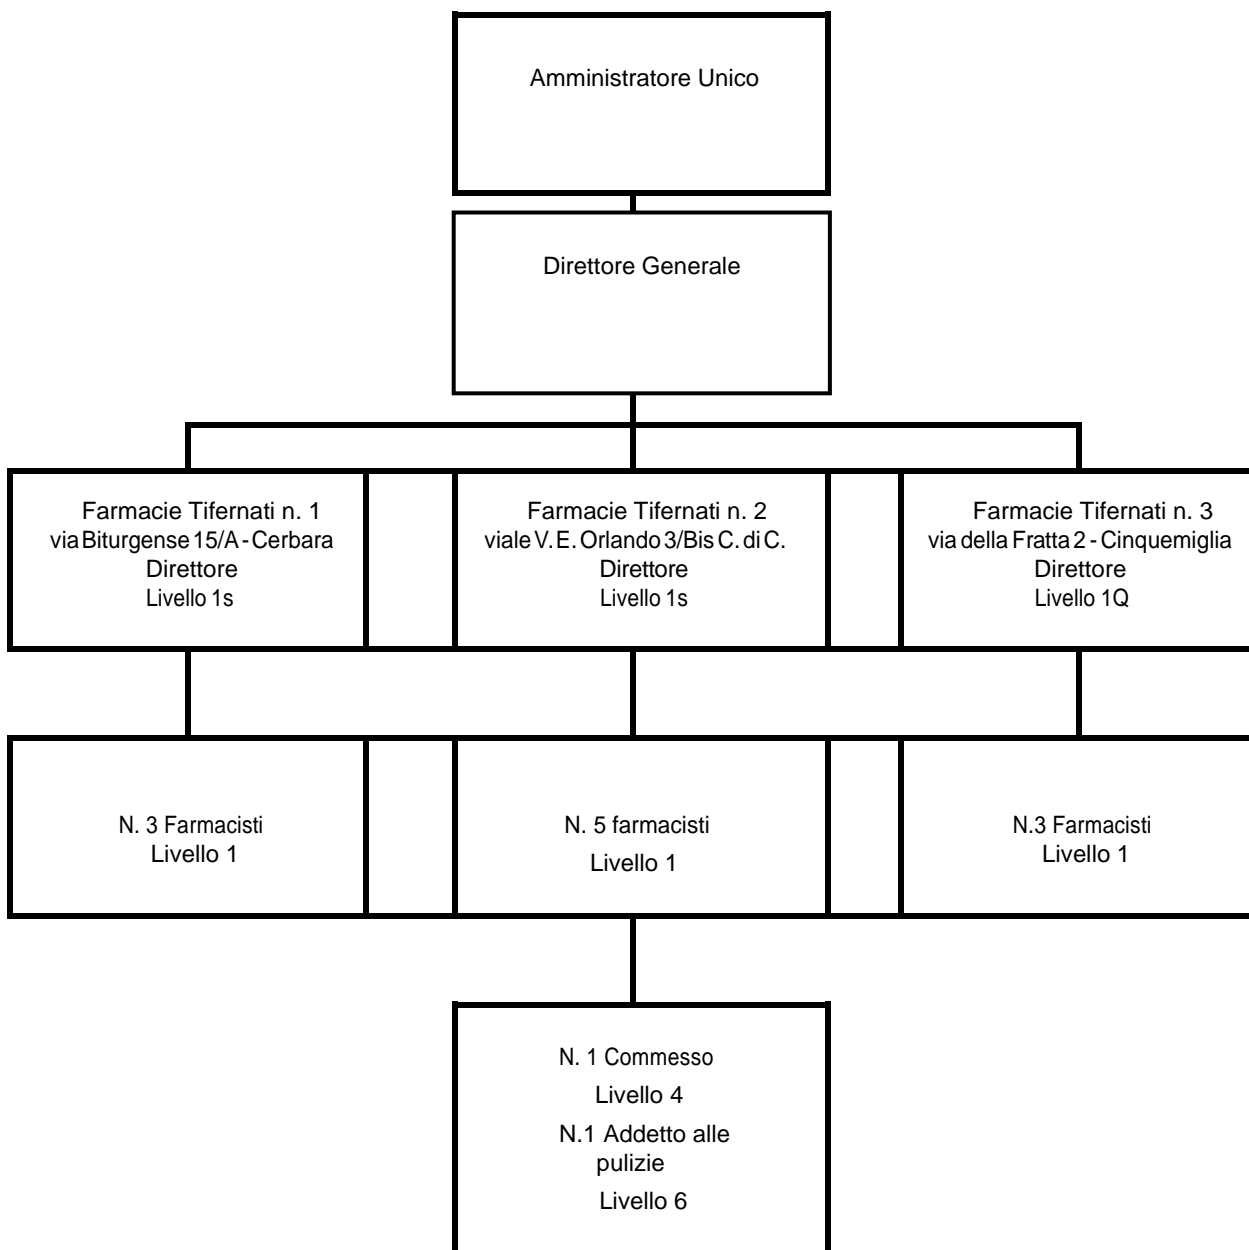 Amministratore Unico
Direttore Generale
Farmacie Tifernati n. 1
via Biturgense 15/A - Cerbara
Direttore
Livello 1s
Farmacie Tifernati n. 2
viale V. E. Orlando 3/Bis C. di C.
Direttore
Livello 1s
Farmacie Tifernati n. 3
via della Fratta 2 - Cinquemiglia
Direttore
Livello 1Q
N. 3 Farmacisti
Livello 1
N. 5 farmacisti
Livello 1
N.3 Farmacisti
Livello 1
N. 1 Commesso
Livello 4
N.1 Addetto alle
pulizie
Livello 6